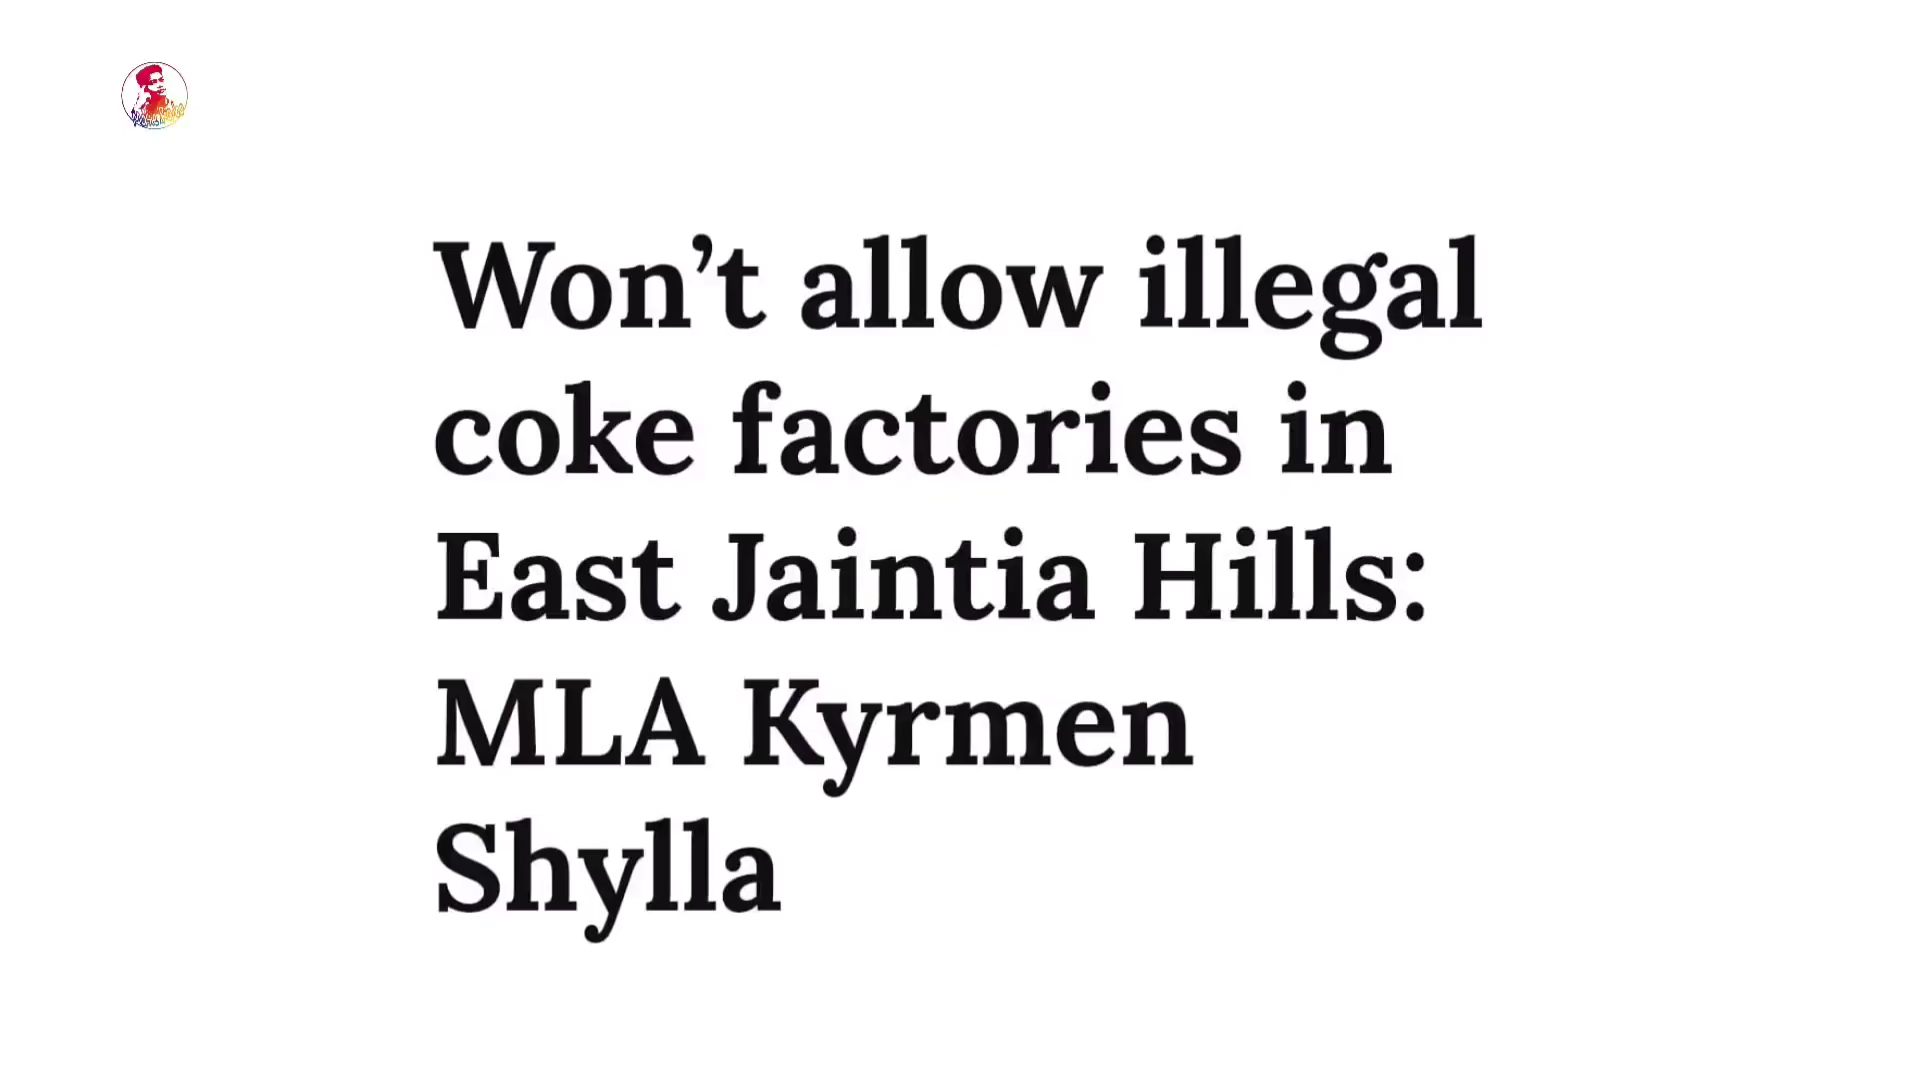 Won’t allow illegal
coke factories in
East Jaintia Hills:
MLA Kyrmen
Shylla